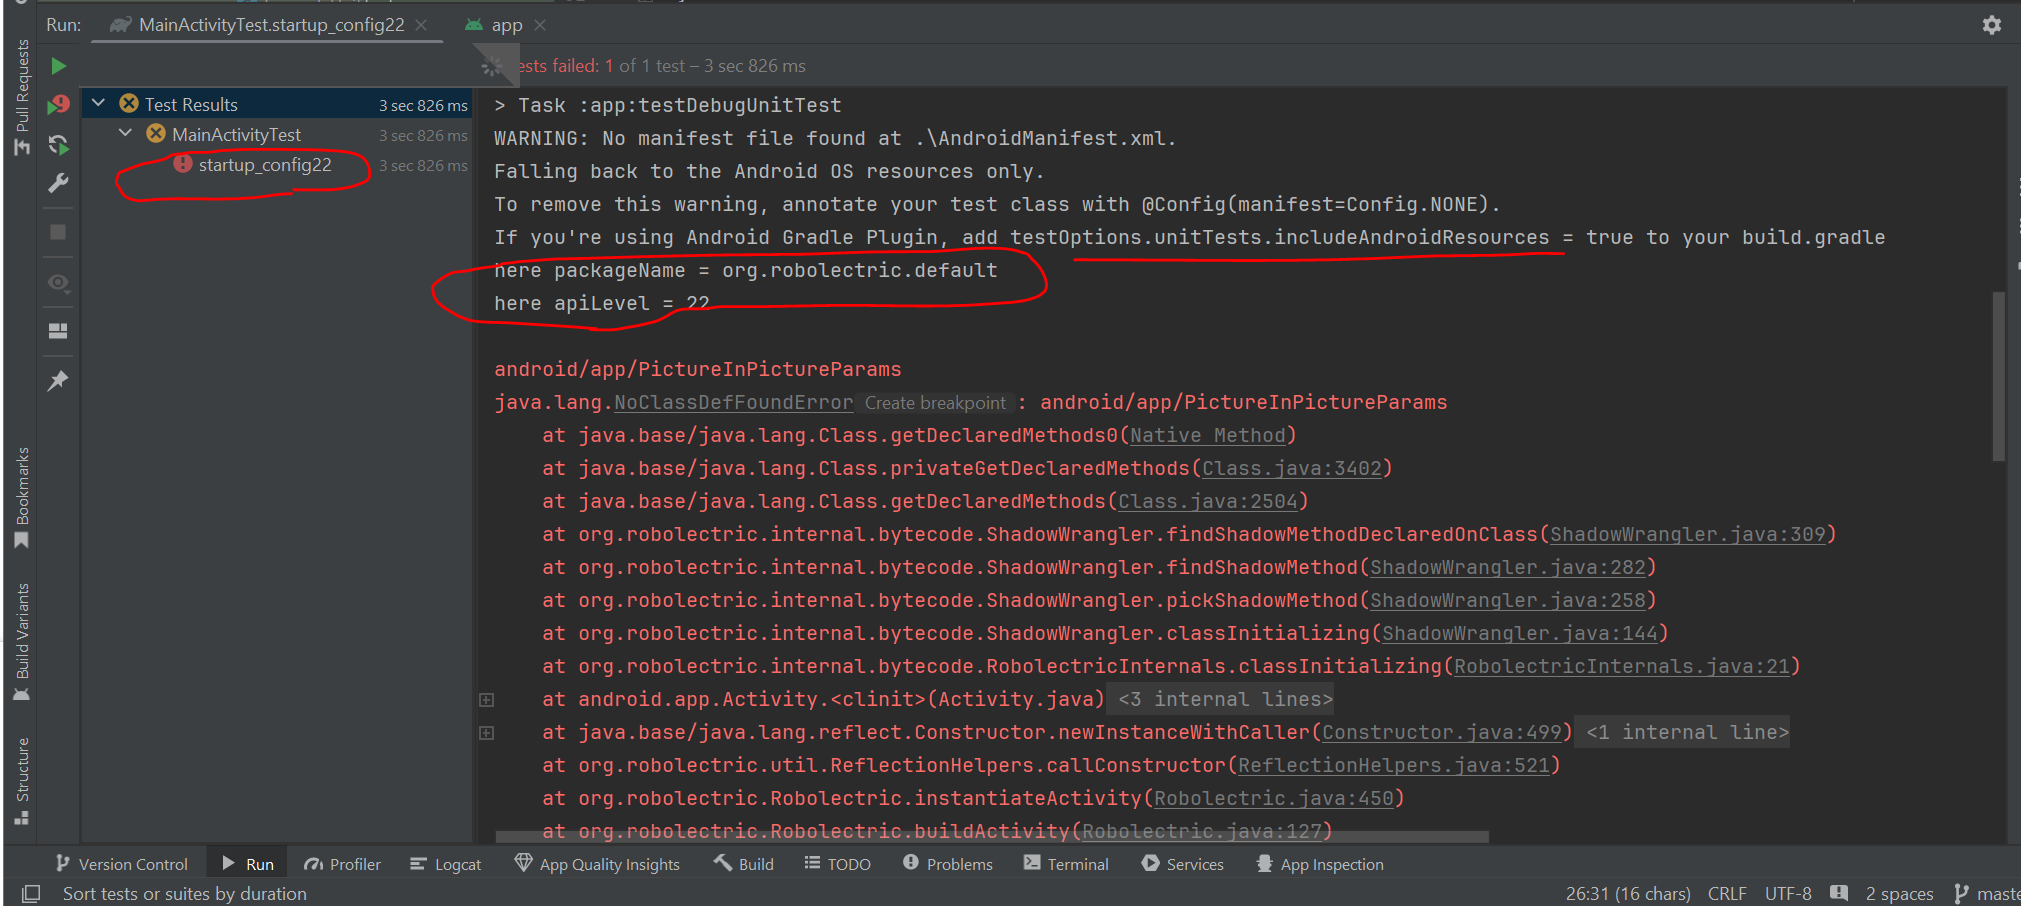 Run: MainActivityTest.startup_config22 app
ests failed: 1 of 1 test – 3 sec 826 ms
Pull Requests
Bookmarks
Build Variants
Structure
Test Results 3 sec 826 ms
MainActivityTest 3 sec 826 ms
startup_config22 3 sec 826 ms
> Task :app:testDebugUnitTest
WARNING: No manifest file found at .\AndroidManifest.xml.
Falling back to the Android OS resources only.
To remove this warning, annotate your test class with @Config(manifest=Config.NONE).
If you're using Android Gradle Plugin, add testOptions.unitTests.includeAndroidResources = true to your build.gradle
here packageName = org.robolectric.default
here apiLevel = 22
android/app/PictureInPictureParams
java.lang.NoClassDefFoundError Create breakpoint : android/app/PictureInPictureParams
at java.base/java.lang.Class.getDeclaredMethods0(Native Method)
at java.base/java.lang.Class.privateGetDeclaredMethods(Class.java:3402)
at java.base/java.lang.Class.getDeclaredMethods(Class.java:2504)
at org.robolectric.internal.bytecode.ShadowWrangler.findShadowMethodDeclaredOnClass(ShadowWrangler.java:309)
at org.robolectric.internal.bytecode.ShadowWrangler.findShadowMethod(ShadowWrangler.java:282)
at org.robolectric.internal.bytecode.ShadowWrangler.pickShadowMethod(ShadowWrangler.java:258)
at org.robolectric.internal.bytecode.ShadowWrangler.classInitializing(ShadowWrangler.java:144)
at org.robolectric.internal.bytecode.RobolectricInternals.classInitializing(RobolectricInternals.java:21)
at android.app.Activity.<clinit>(Activity.java) <3 internal lines>
at java.base/java.lang.reflect.Constructor.newInstanceWithCaller(Constructor.java:499) <1 internal line>
at org.robolectric.util.ReflectionHelpers.callConstructor(ReflectionHelpers.java:521)
at org.robolectric.Robolectric.instantiateActivity(Robolectric.java:450)
at org.robolectric.Robolectric.buildActivity(Robolectric.java:127)
Version Control Run Profiler Logcat App Quality Insights Build TODO Problems Terminal Services App Inspection
Sort tests or suites by duration 26:31 (16 chars) CRLF UTF-8 2 spaces maste